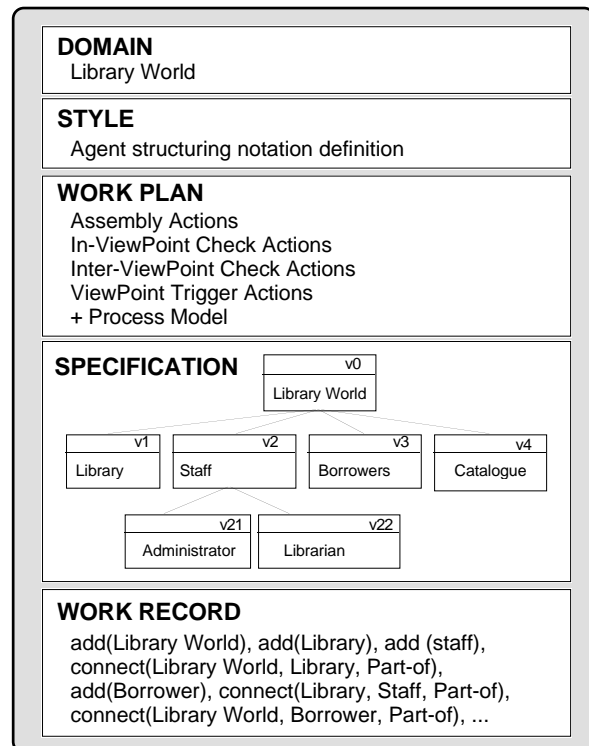 DOMAIN
Library World
STYLE
Agent structuring notation definition
WORK PLAN
Assembly Actions
In-ViewPoint Check Actions
Inter-ViewPoint Check Actions
ViewPoint Trigger Actions
+ Process Model
SPECIFICATION
v0
Library World
v1
Library
v2
Staff
v3
Borrowers
v4
Catalogue
v21
Administrator
v22
Librarian
WORK RECORD
add(Library World), add(Library), add (staff),
connect(Library World, Library, Part-of),
add(Borrower), connect(Library, Staff, Part-of),
connect(Library World, Borrower, Part-of), ...